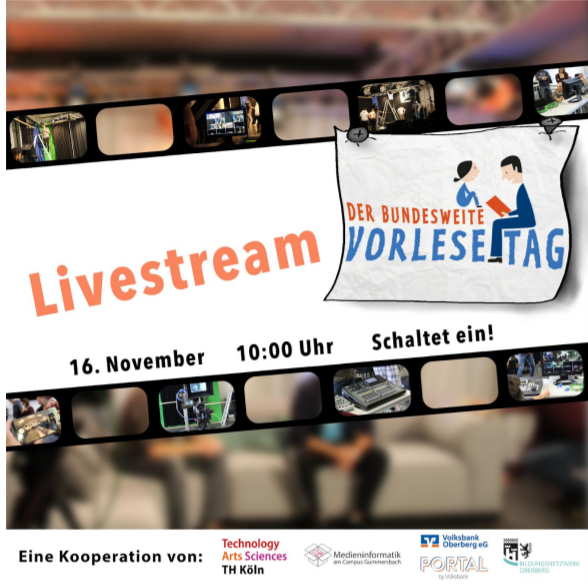 DER BUNDESWEITE
VORLESETAG
Livestream
16. November
10:00 Uhr
Schaltet ein!
Eine Kooperation von:
Technology
Arts Sciences
TH Köln
Medieninformatik
am Campus Gummersbach
Volksbank
Oberberg eG
PORTAL
by Volksbank
BILDUNGSNETZWERK
OBERBERG